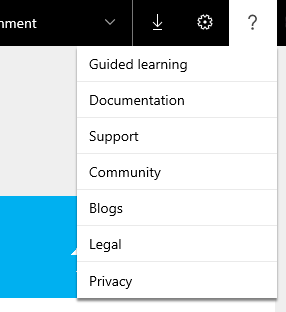 nment
?
Guided learning
Documentation
Support
Community
Blogs
Legal
Privacy